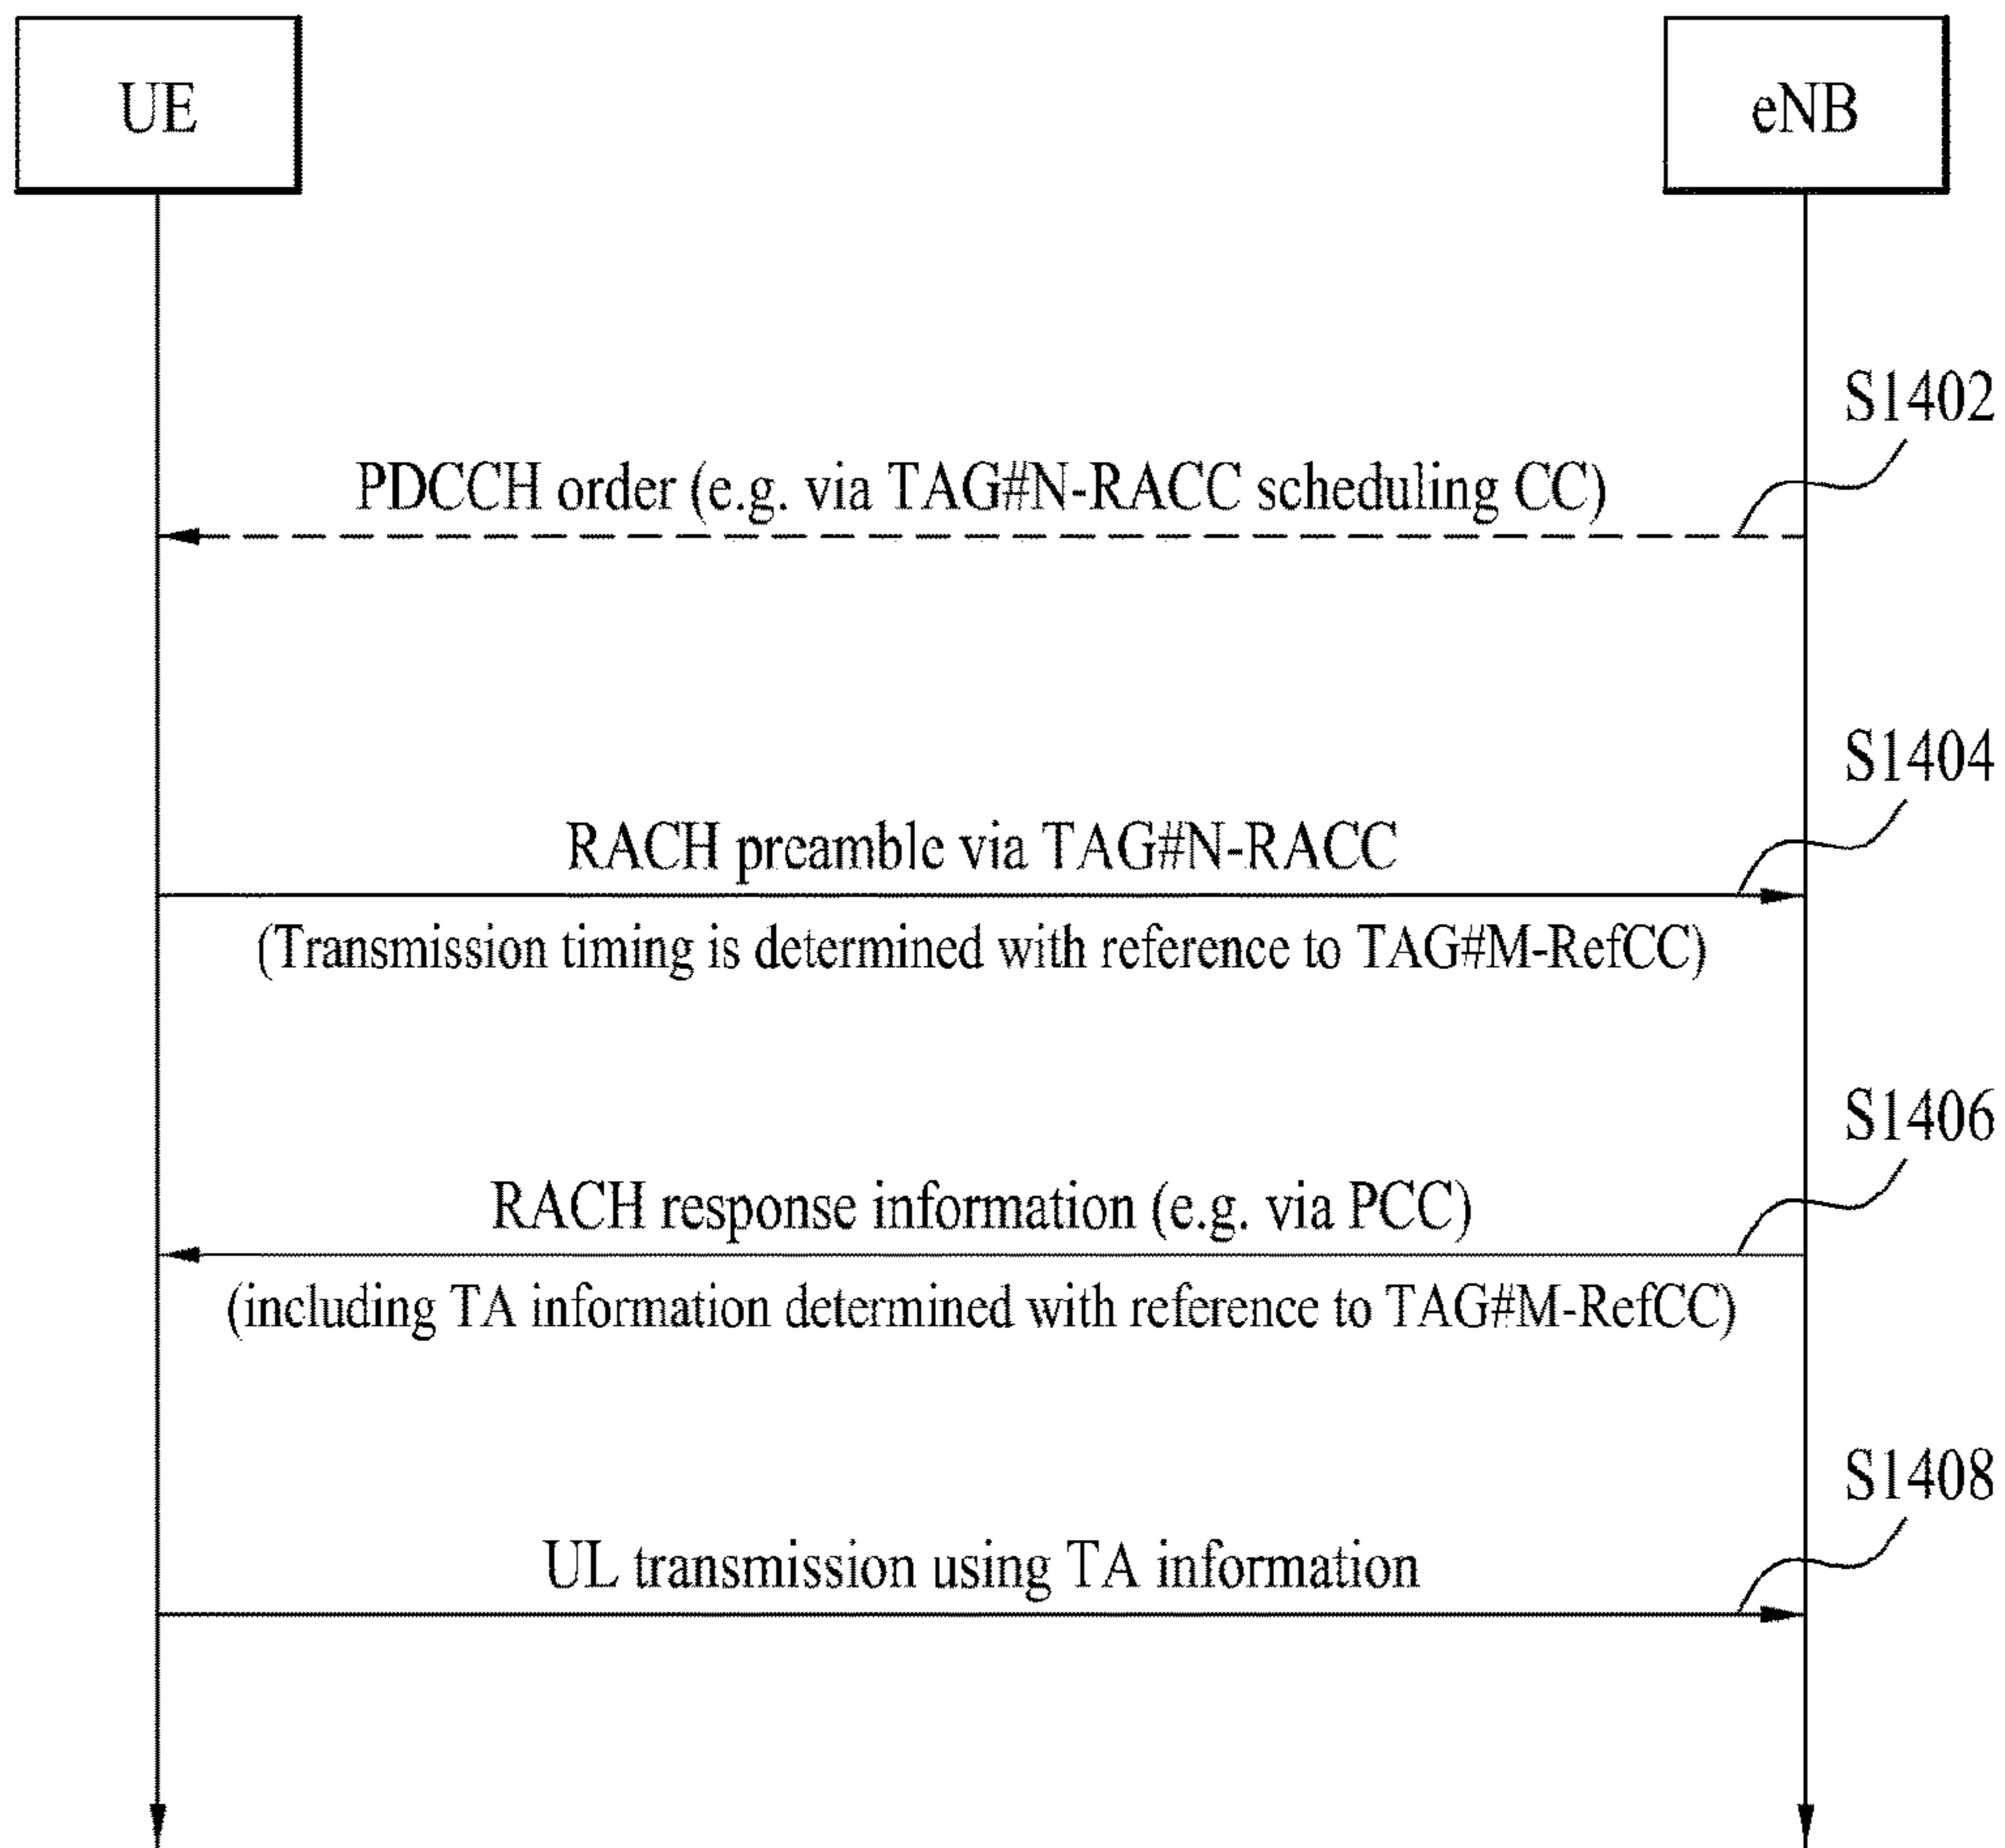 UE
eNB
S1402
PDCCH order (e.g. via TAG#N-RACC scheduling CC)
S1404
RACH preamble via TAG#N-RACC
(Transmission timing is determined with reference to TAG#M-RefCC)
S1406
RACH response information (e.g. via PCC)
(including TA information determined with reference to TAG#M-RefCC)
S1408
UL transmission using TA information